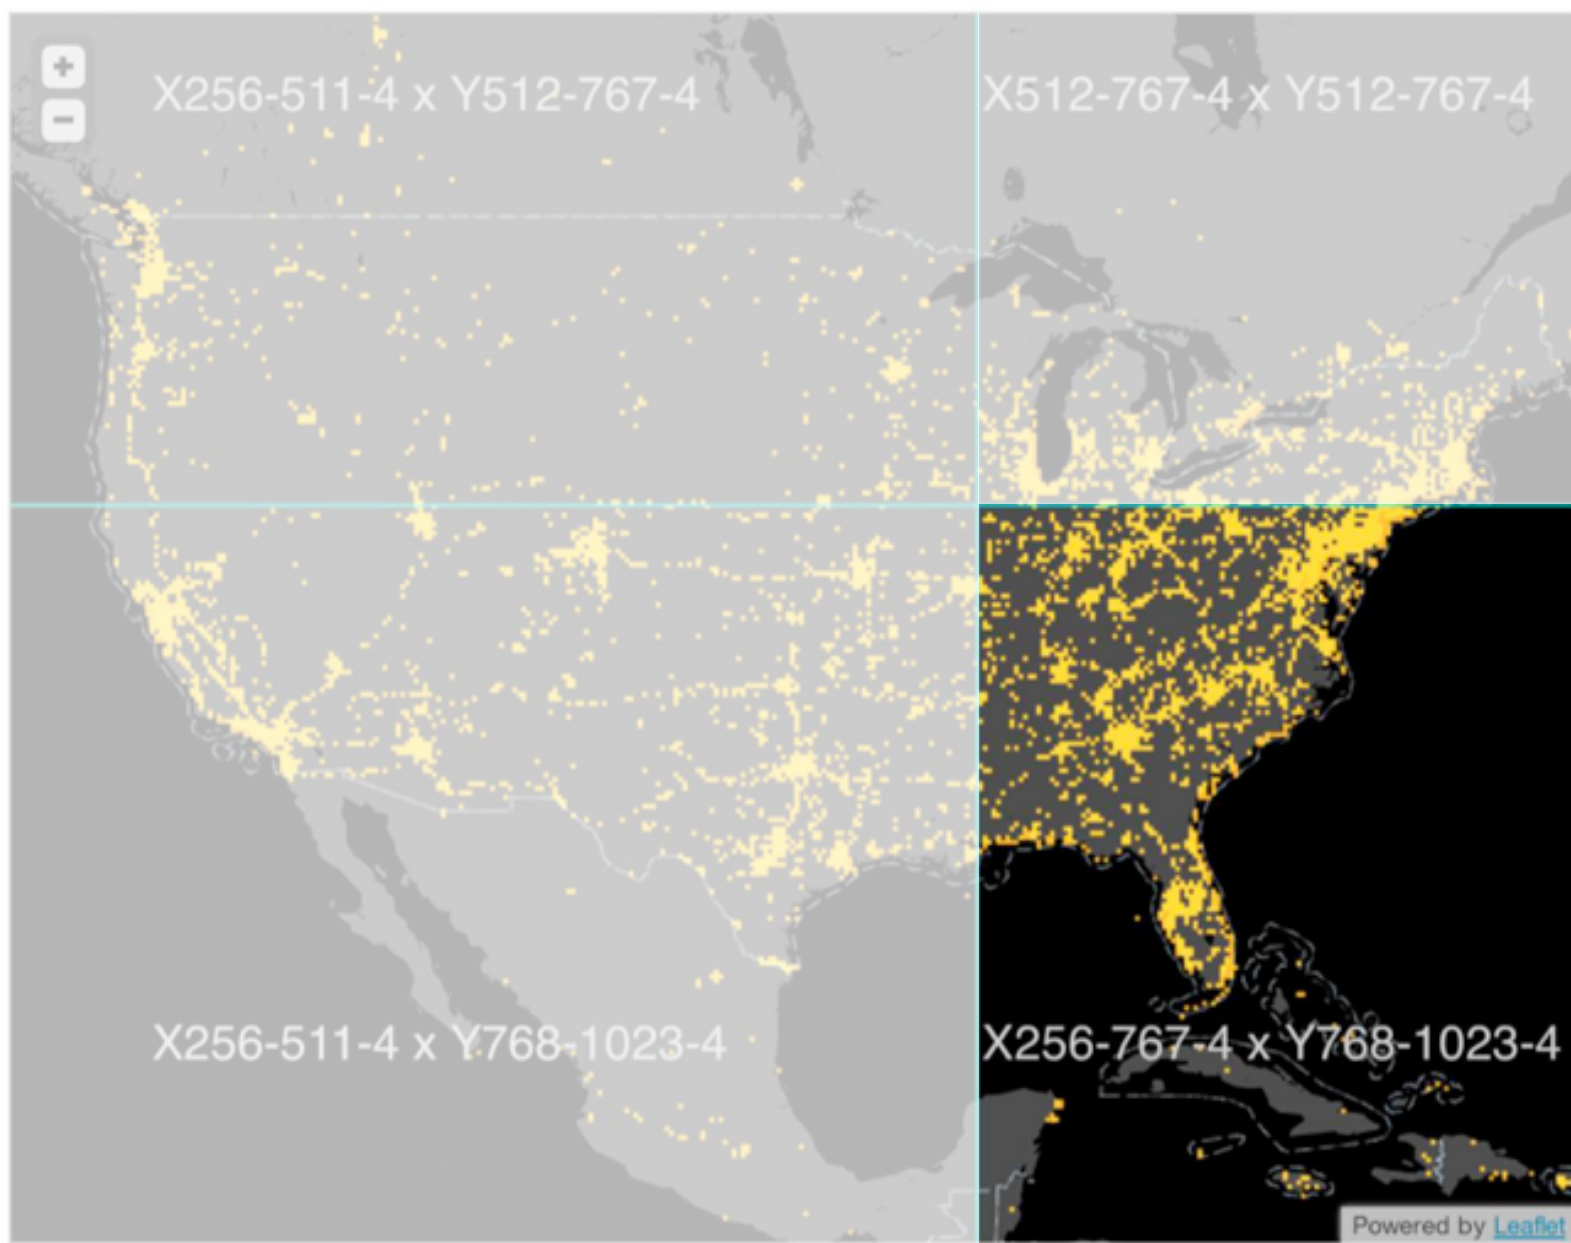 +
X256-511-4 x Y512-767-4
X512-767-4 x Y512-767-4
−
X256-511-4 x Y768-1023-4
X256-767-4 x Y768-1023-4
Powered by Leaflet